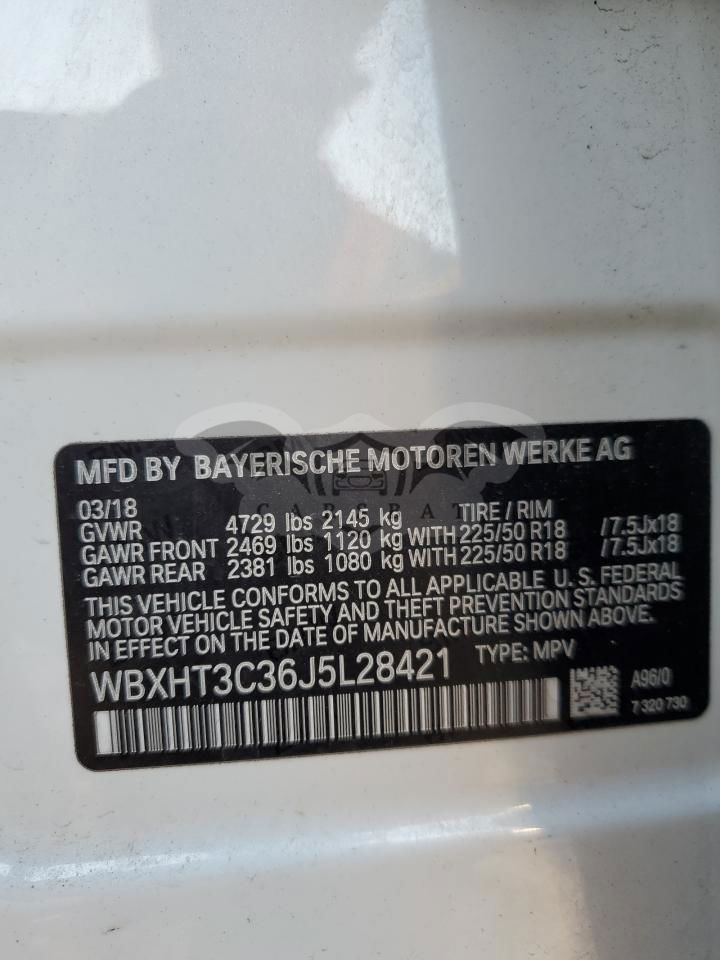 MFD BY BAYERISCHE MOTOREN WERKE AG
03/18 TIRE / RIM
GVWR 4729 lbs 2145 kg
GAWR FRONT 2469 lbs 1120 kg WITH 225/50 R18 /7.5Jx18
GAWR REAR 2381 lbs 1080 kg WITH 225/50 R18 /7.5Jx18
THIS VEHICLE CONFORMS TO ALL APPLICABLE U. S. FEDERAL
MOTOR VEHICLE SAFETY AND THEFT PREVENTION STANDARDS
IN EFFECT ON THE DATE OF MANUFACTURE SHOWN ABOVE.
WBXHT3C36J5L28421 TYPE: MPV
A96/0
7 320 730